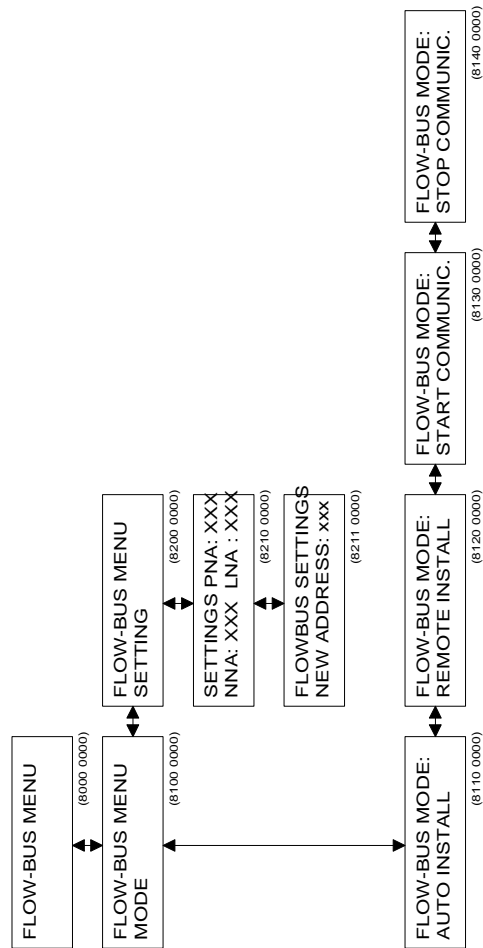 FLOW-BUS MENU
(8000 0000)
FLOW-BUS MENU
MODE
(8100 0000)
FLOW-BUS MENU
SETTING
(8200 0000)
SETTINGS PNA: XXX
NNA: XXX LNA : XXX
(8210 0000)
FLOWBUS SETTINGS
NEW ADDRESS: xxx
(8211 0000)
FLOW-BUS MODE:
AUTO INSTALL
(8110 0000)
FLOW-BUS MODE:
REMOTE INSTALL
(8120 0000)
FLOW-BUS MODE:
START COMMUNIC.
(8130 0000)
FLOW-BUS MODE:
STOP COMMUNIC.
(8140 0000)